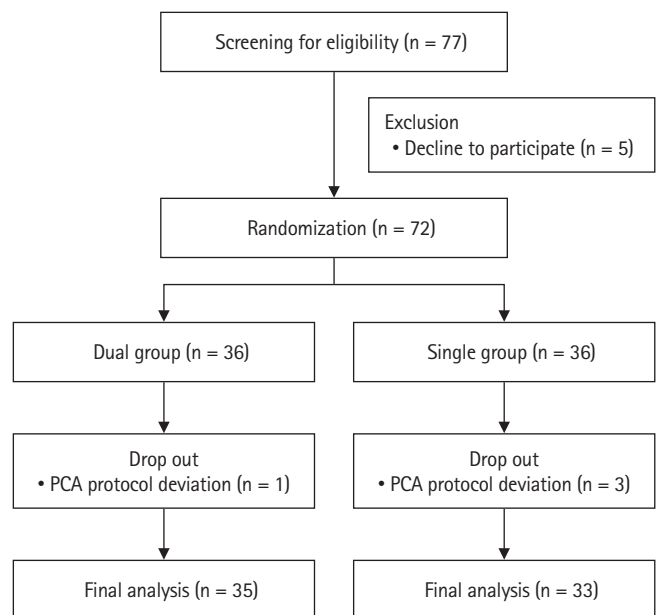 Screening for eligibility (n = 77)
Exclusion
• Decline to participate (n = 5)
Randomization (n = 72)
Dual group (n = 36)
Single group (n = 36)
Drop out
• PCA protocol deviation (n = 1)
Drop out
• PCA protocol deviation (n = 3)
Final analysis (n = 35)
Final analysis (n = 33)